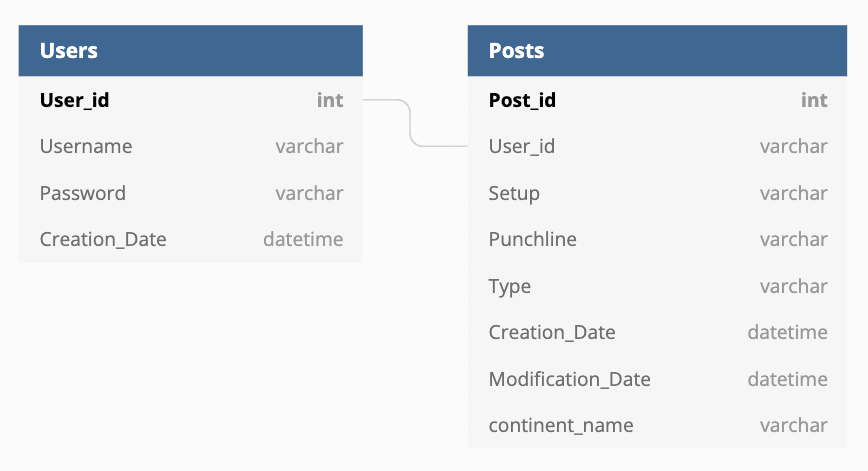 Users
User_id int
Username varchar
Password varchar
Creation_Date datetime
Posts
Post_id int
User_id varchar
Setup varchar
Punchline varchar
Type varchar
Creation_Date datetime
Modification_Date datetime
continent_name varchar